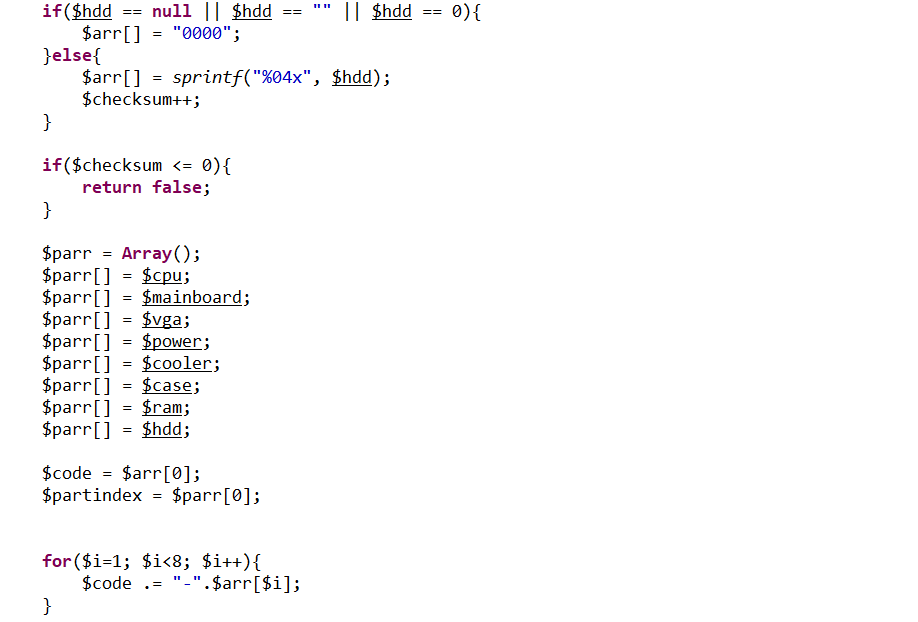 if($hdd == null || $hdd == "" || $hdd == 0){
    $arr[] = "0000";
}else{
    $arr[] = sprintf("%04x", $hdd);
    $checksum++;
}

if($checksum <= 0){
    return false;
}

$parr = Array();
$parr[] = $cpu;
$parr[] = $mainboard;
$parr[] = $vga;
$parr[] = $power;
$parr[] = $cooler;
$parr[] = $case;
$parr[] = $ram;
$parr[] = $hdd;

$code = $arr[0];
$partindex = $parr[0];


for($i=1; $i<8; $i++){
    $code .= "-".$arr[$i];
}